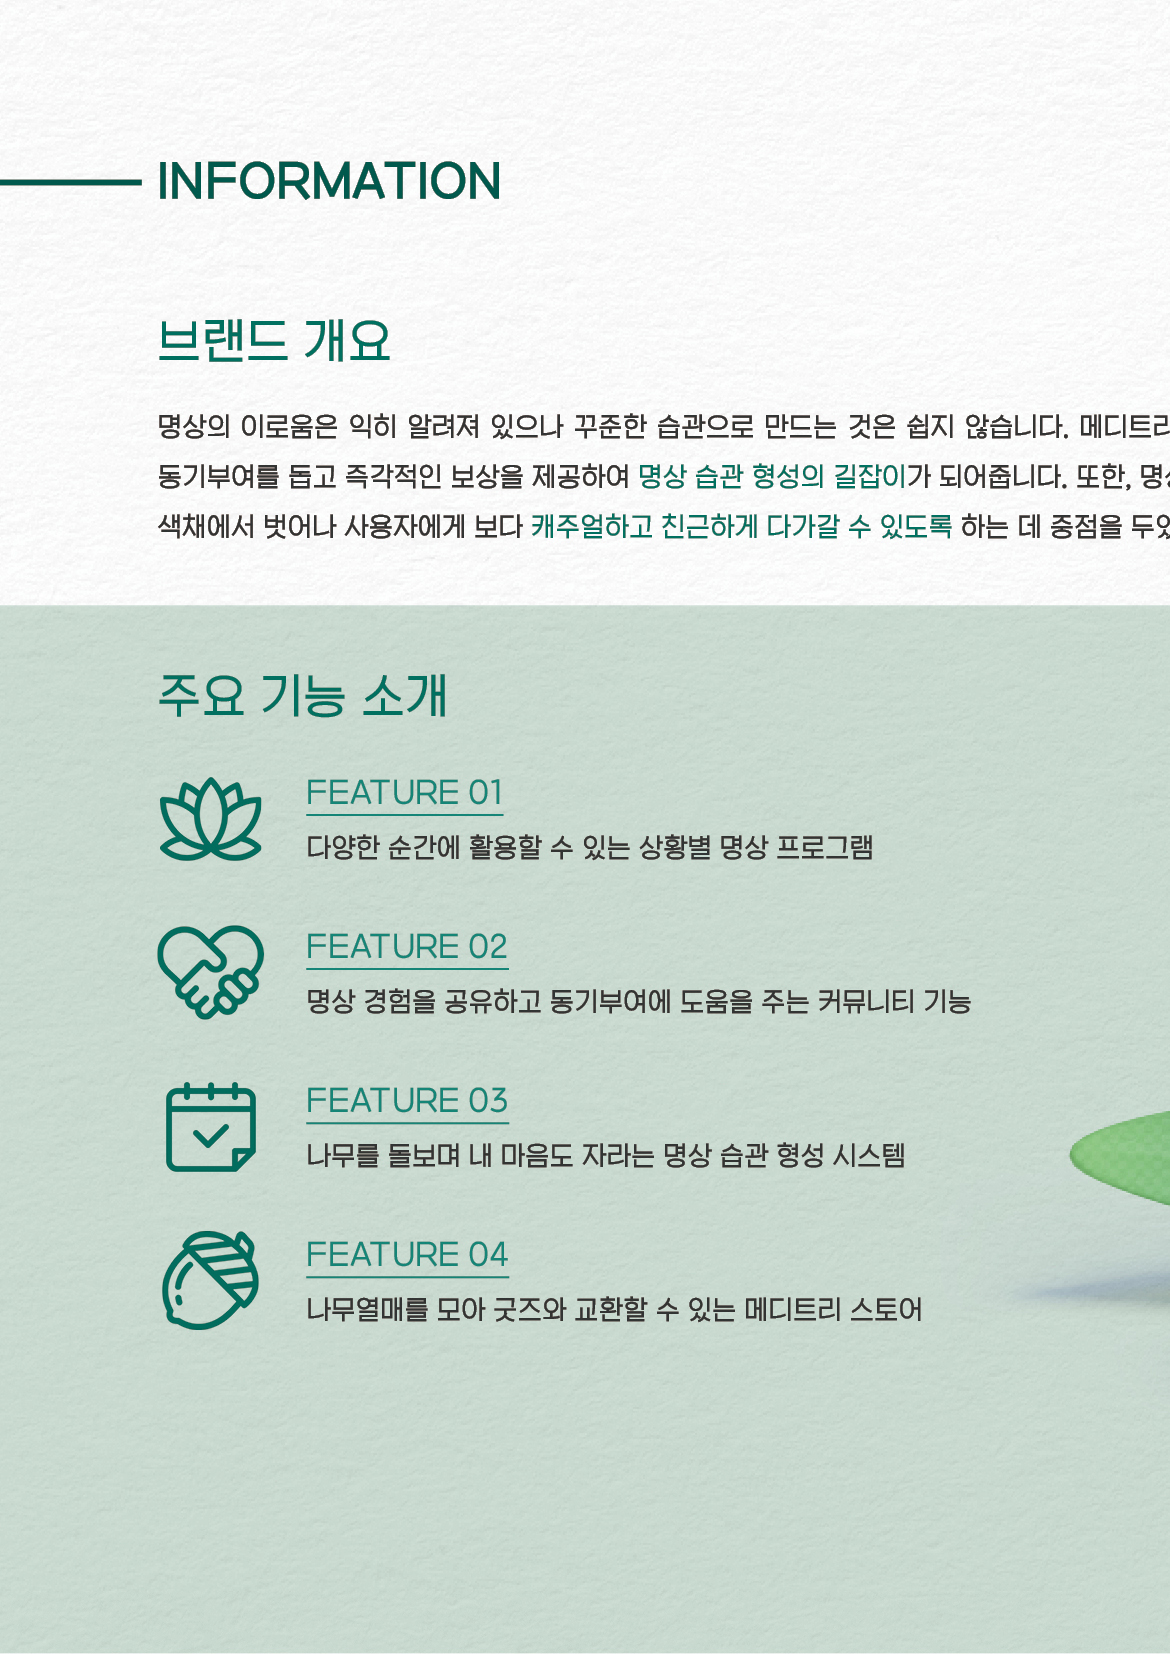 INFORMATION
브랜드 개요
명상의 이로움은 익히 알려져 있으나 꾸준한 습관으로 만드는 것은 쉽지 않습니다. 메디트리
동기부여를 돕고 즉각적인 보상을 제공하여 명상 습관 형성의 길잡이가 되어줍니다. 또한,
색채에서 벗어나 사용자에게 보다 캐주얼하고 친근하게 다가갈 수 있도록 하는 데 중점을
주요 기능 소개
FEATURE 01
다양한 순간에 활용할 수 있는 상황별 명상 프로그램
FEATURE 02
명상 경험을 공유하고 동기부여에 도움을 주는 커뮤니티 기능
FEATURE 03
나무를 돌보며 내 마음도 자라는 명상 습관 형성 시스템
FEATURE 04
나무열매를 모아 굿즈와 교환할 수 있는 메디트리 스토어